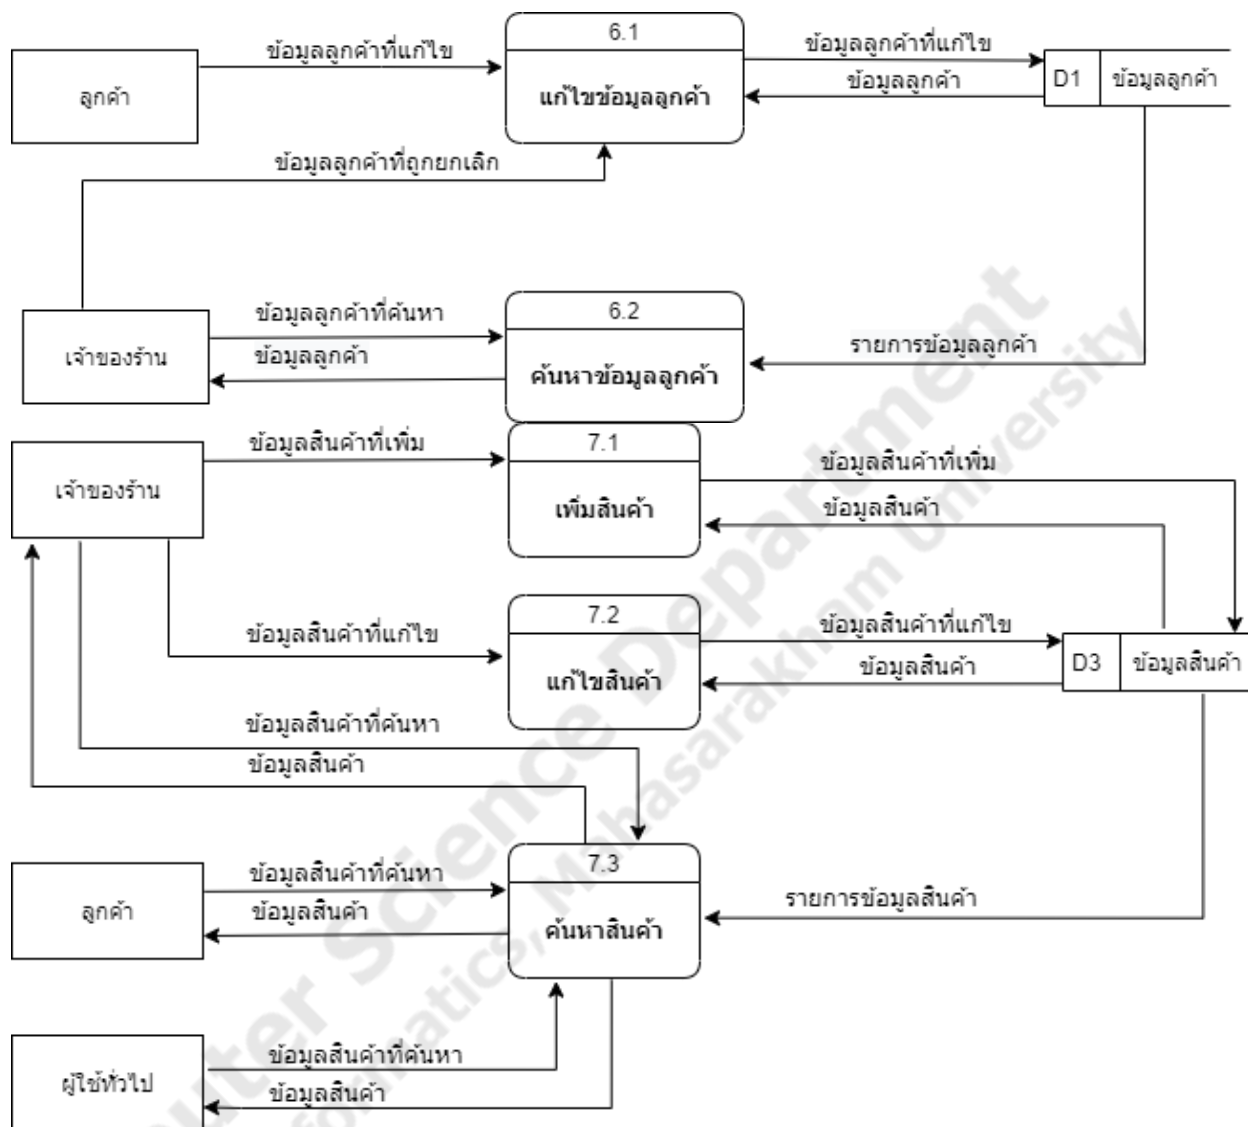 6.1
ข้อมูลลูกค้าที่แก้ไข
ข้อมูลลูกค้าที่แก้ไข
ลูกค้า
แก้ไขข้อมูลลูกค้า
ข้อมูลลูกค้า
D1
ข้อมูลลูกค้า
ข้อมูลลูกค้าที่ถูกยกเลิก
6.2
ข้อมูลลูกค้าที่ค้นหา
เจ้าของร้าน
ข้อมูลลูกค้า
ค้นหาข้อมูลลูกค้า
รายการข้อมูลลูกค้า
7.1
ข้อมูลสินค้าที่เพิ่ม
ข้อมูลสินค้าที่เพิ่ม
เจ้าของร้าน
เพิ่มสินค้า
ข้อมูลสินค้า
7.2
ข้อมูลสินค้าที่แก้ไข
ข้อมูลสินค้าที่แก้ไข
แก้ไขสินค้า
ข้อมูลสินค้า
D3
ข้อมูลสินค้า
ข้อมูลสินค้าที่ค้นหา
ข้อมูลสินค้า
7.3
ข้อมูลสินค้าที่ค้นหา
ลูกค้า
ข้อมูลสินค้า
ค้นหาสินค้า
รายการข้อมูลสินค้า
ข้อมูลสินค้าที่ค้นหา
ผู้ใช้ทั่วไป
ข้อมูลสินค้า
uter Science Department
formatics, Mahasarakham University